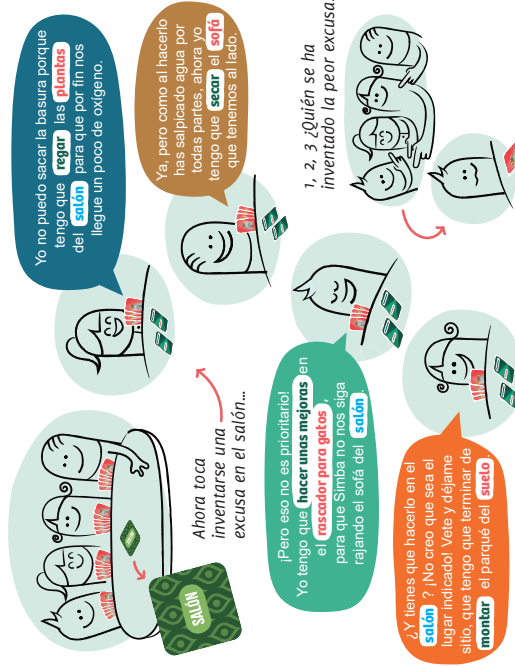 SALÓN
Ahora toca
inventarse una
excusa en el salón...
Yo no puedo sacar la basura porque
tengo que regar las plantas
del salón para que por fin nos
llegue un poco de oxígeno.
Ya, pero como al hacerlo
has salpicado agua por
todas partes, ahora yo
tengo que secar el sofá
que tenemos al lado.
¡Pero eso no es prioritario!
Yo tengo que hacer unas mejoras en
el rascador para gatos,
para que Simba no nos siga
rajando el sofá del salón.
¿Y tienes que hacerlo en el
salón? ¡No creo que sea el
lugar indicado! Vete y déjame
sitio, que tengo que terminar de
montar el parqué del suelo.
1, 2, 3 ¿Quién se ha
inventado la peor excusa?